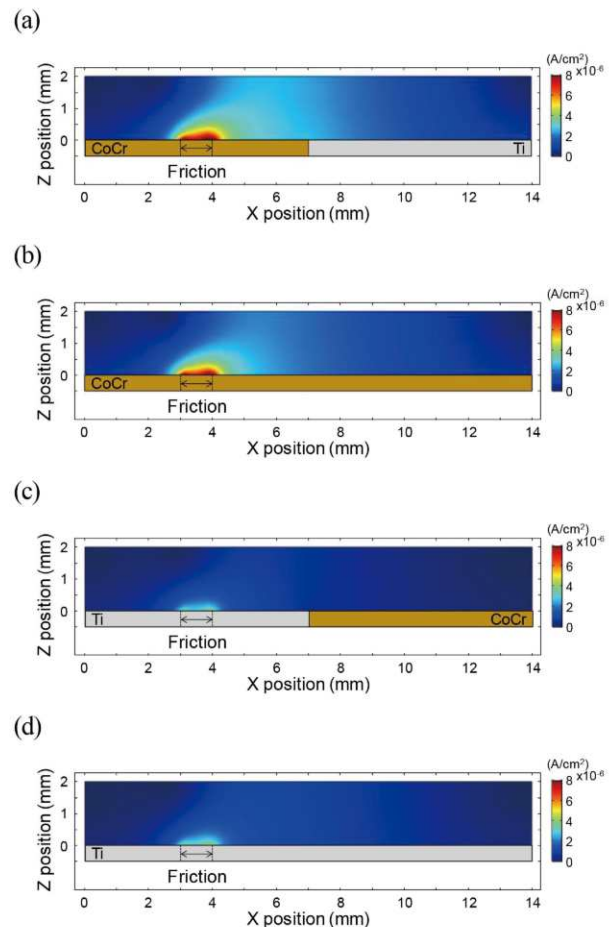 (a)
(A/cm²)
×10⁻⁶
Z position (mm)
2
1
0
8
6
4
2
0
CoCr
Ti
Friction
0 2 4 6 8 10 12 14
X position (mm)
(b)
(A/cm²)
×10⁻⁶
Z position (mm)
2
1
0
8
6
4
2
0
CoCr
Friction
0 2 4 6 8 10 12 14
X position (mm)
(c)
(A/cm²)
×10⁻⁶
Z position (mm)
2
1
0
8
6
4
2
0
Ti
CoCr
Friction
0 2 4 6 8 10 12 14
X position (mm)
(d)
(A/cm²)
×10⁻⁶
Z position (mm)
2
1
0
8
6
4
2
0
Ti
Friction
0 2 4 6 8 10 12 14
X position (mm)